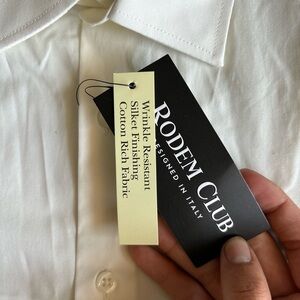 Wrinkle Resistant
Silket Finishing
Cotton Rich Fabric
RODEM CLUB
DESIGNED IN ITALY